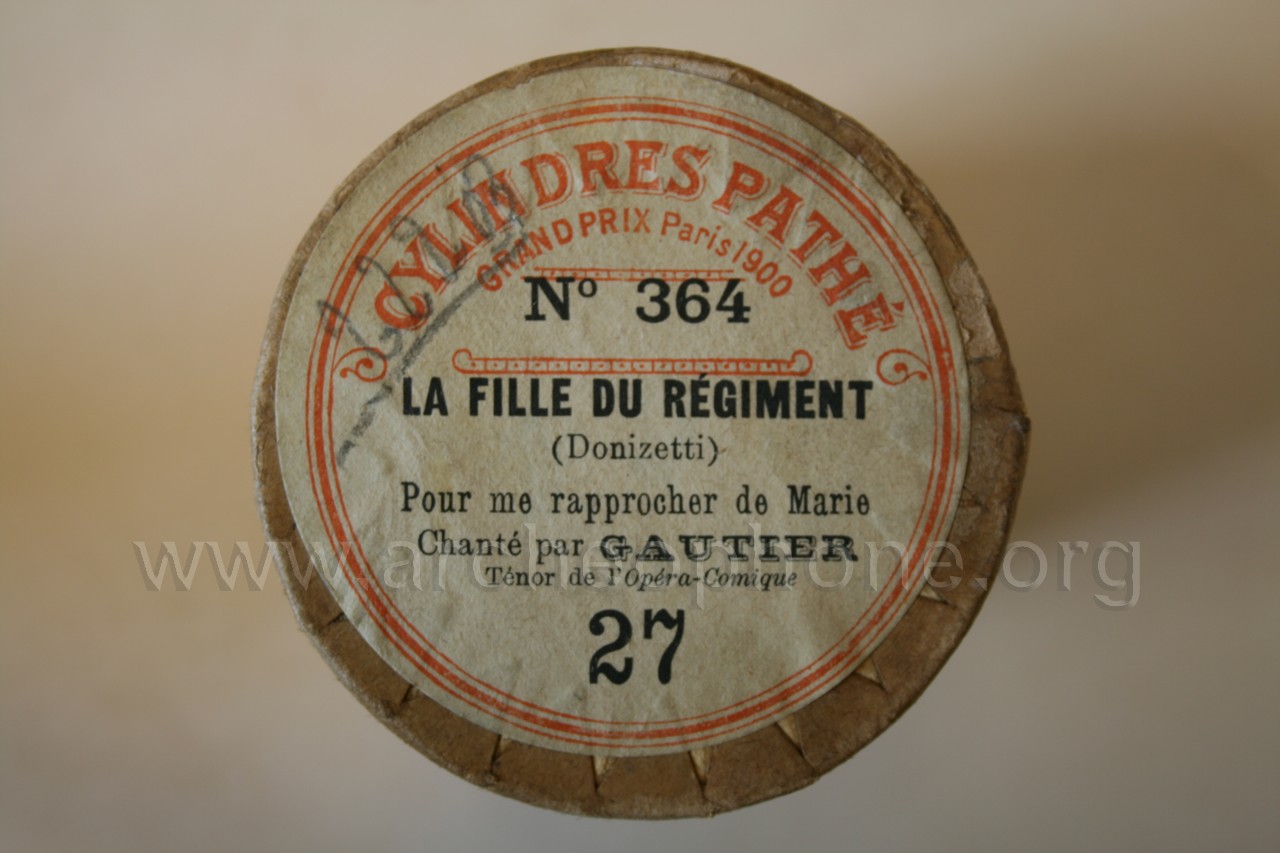 CYLINDRES PATHÉ
GRAND PRIX Paris 1900
Nº 364
LA FILLE DU RÉGIMENT
(Donizetti)
Pour me rapprocher de Marie
Chanté par GAUTIER
Ténor de l'Opéra-Comique
27
www.archeophone.org